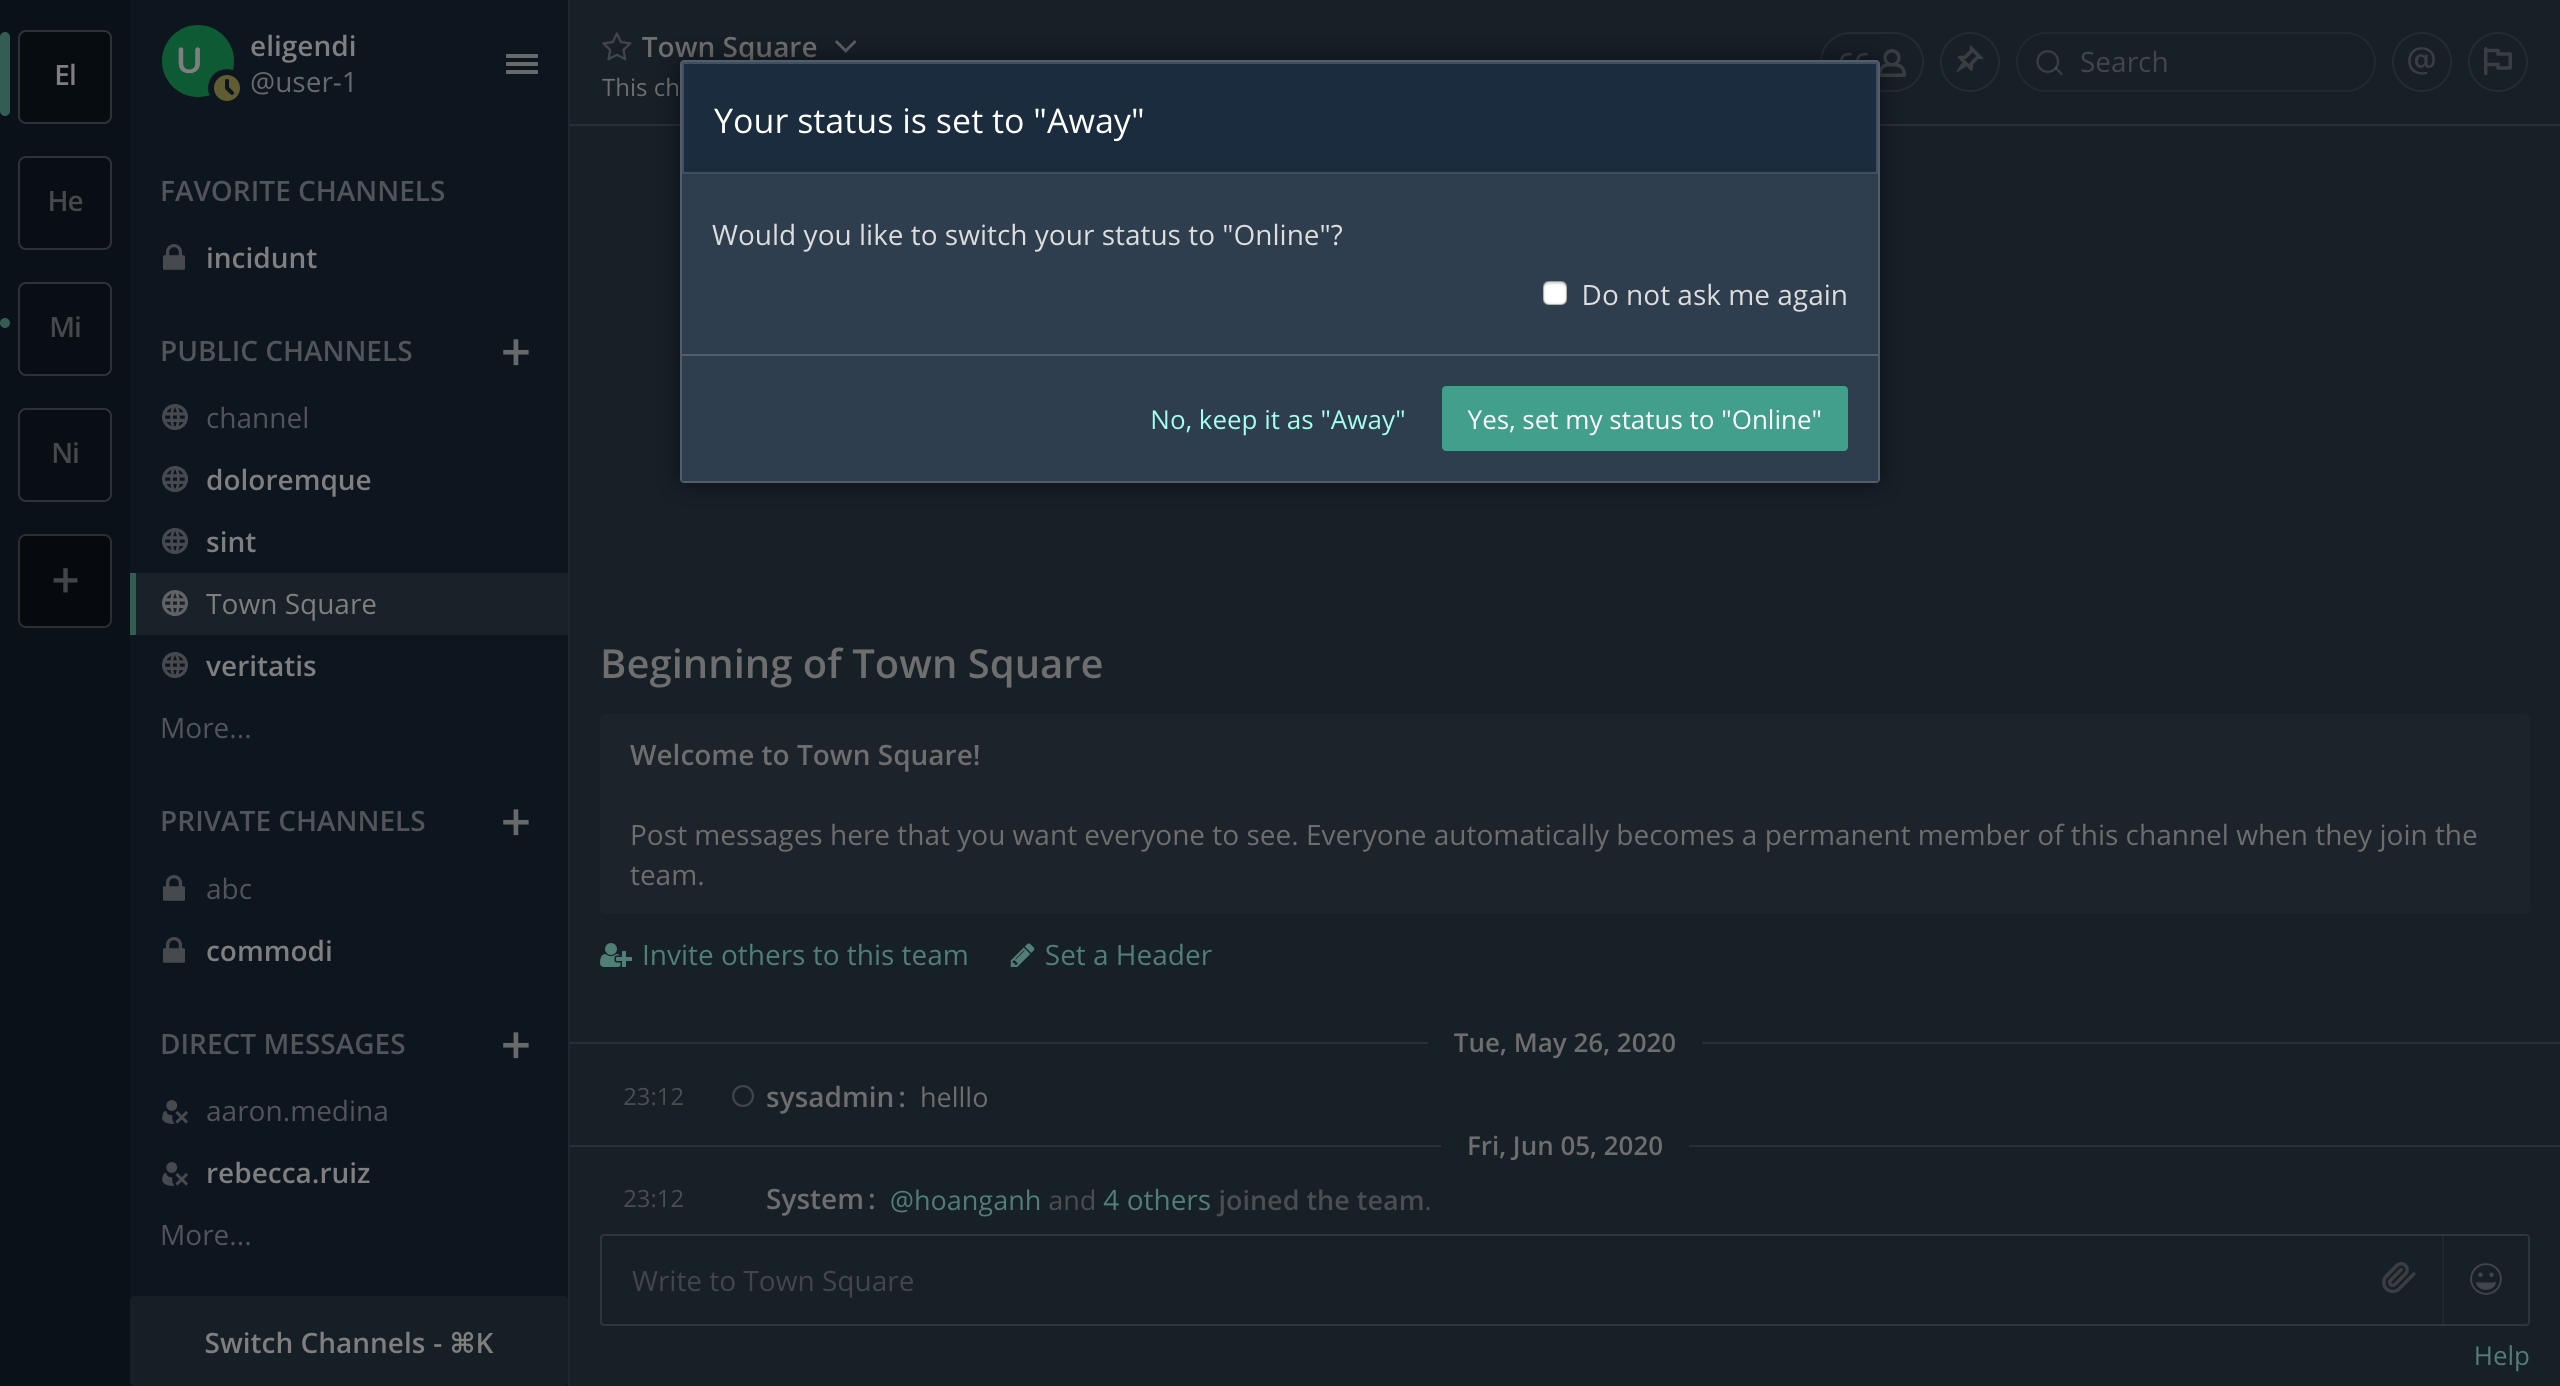 El
He
Mi
Ni
U
eligendi
@user-1
FAVORITE CHANNELS
incidunt
PUBLIC CHANNELS
channel
doloremque
sint
Town Square
veritatis
More...
PRIVATE CHANNELS
abc
commodi
DIRECT MESSAGES
aaron.medina
rebecca.ruiz
More...
Switch Channels - ⌘K
Town Square
This ch
Search
@
Your status is set to "Away"
Would you like to switch your status to "Online"?
Do not ask me again
No, keep it as "Away"
Yes, set my status to "Online"
Beginning of Town Square
Welcome to Town Square!
Post messages here that you want everyone to see. Everyone automatically becomes a permanent member of this channel when they join the
team.
Invite others to this team
Set a Header
Tue, May 26, 2020
23:12 sysadmin: helllo
Fri, Jun 05, 2020
23:12 System: @hoanganh and 4 others joined the team.
Write to Town Square
Help